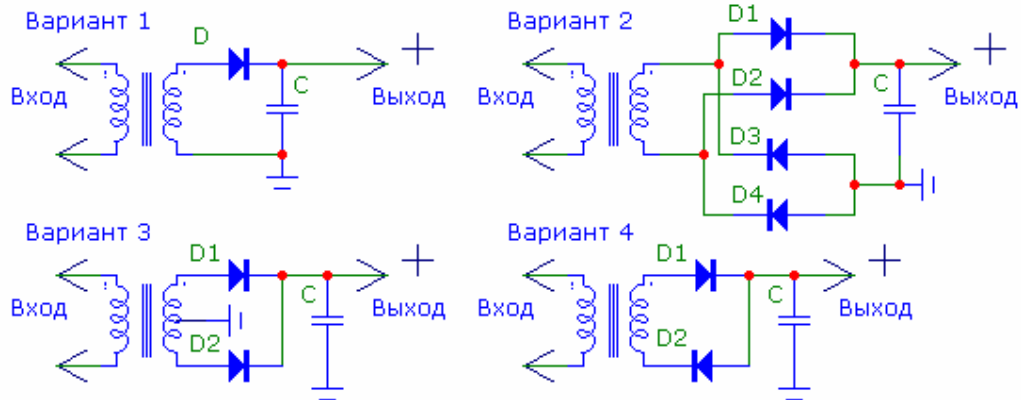 Вариант 1
D
+
Вход
C
Выход
Вариант 2
D1
+
D2
Вход
C
Выход
D3
D4
Вариант 3
D1
+
Вход
C
Выход
D2
Вариант 4
D1
+
Вход
C
Выход
D2